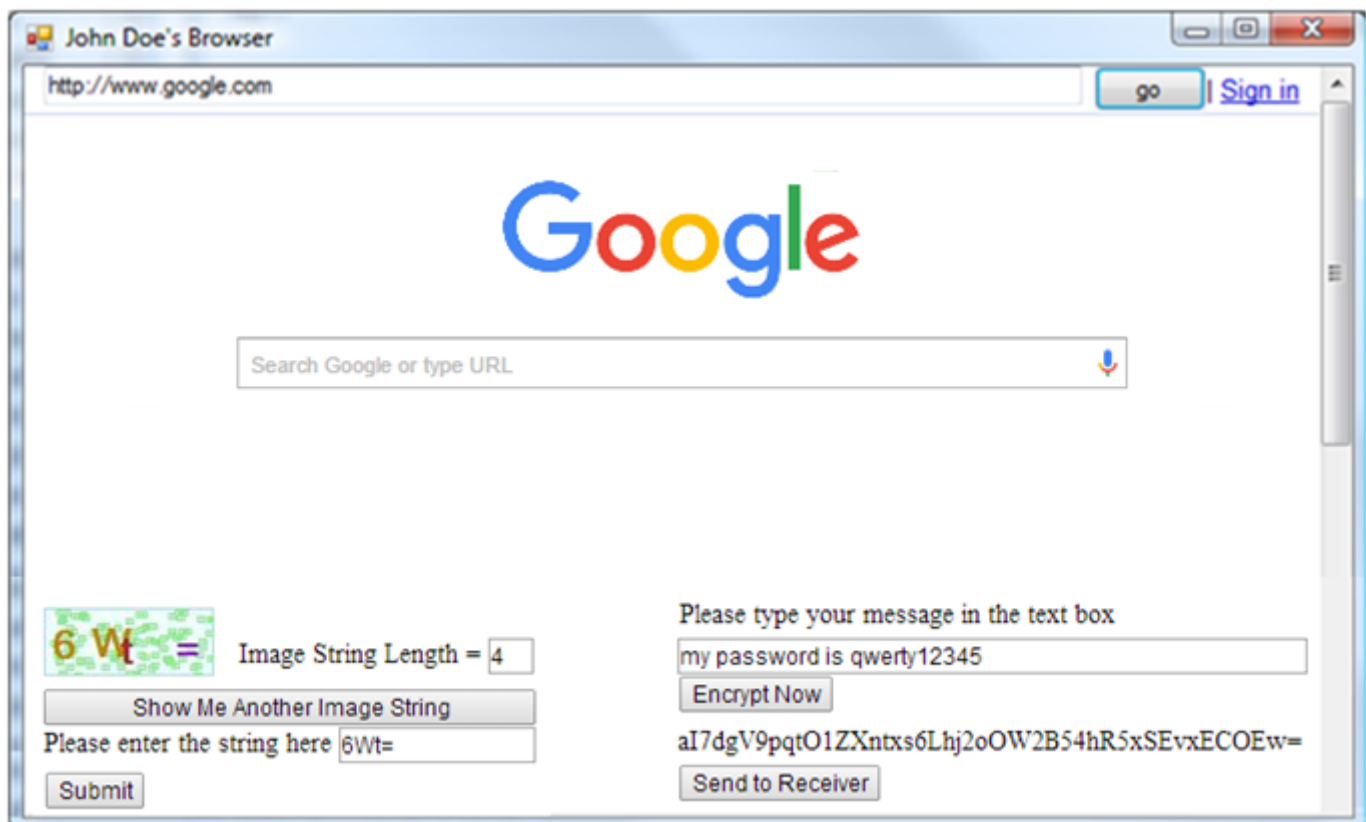 John Doe's Browser
http://www.google.com go | Sign in
Google
Search Google or type URL
6 Wt =
Image String Length = 4
Show Me Another Image String
Please enter the string here 6Wt=
Submit
Please type your message in the text box
my password is qwerty12345
Encrypt Now
aI7dgV9pqtO1ZXntxs6Lhj2oOW2B54hR5xSEvxECOEw=
Send to Receiver